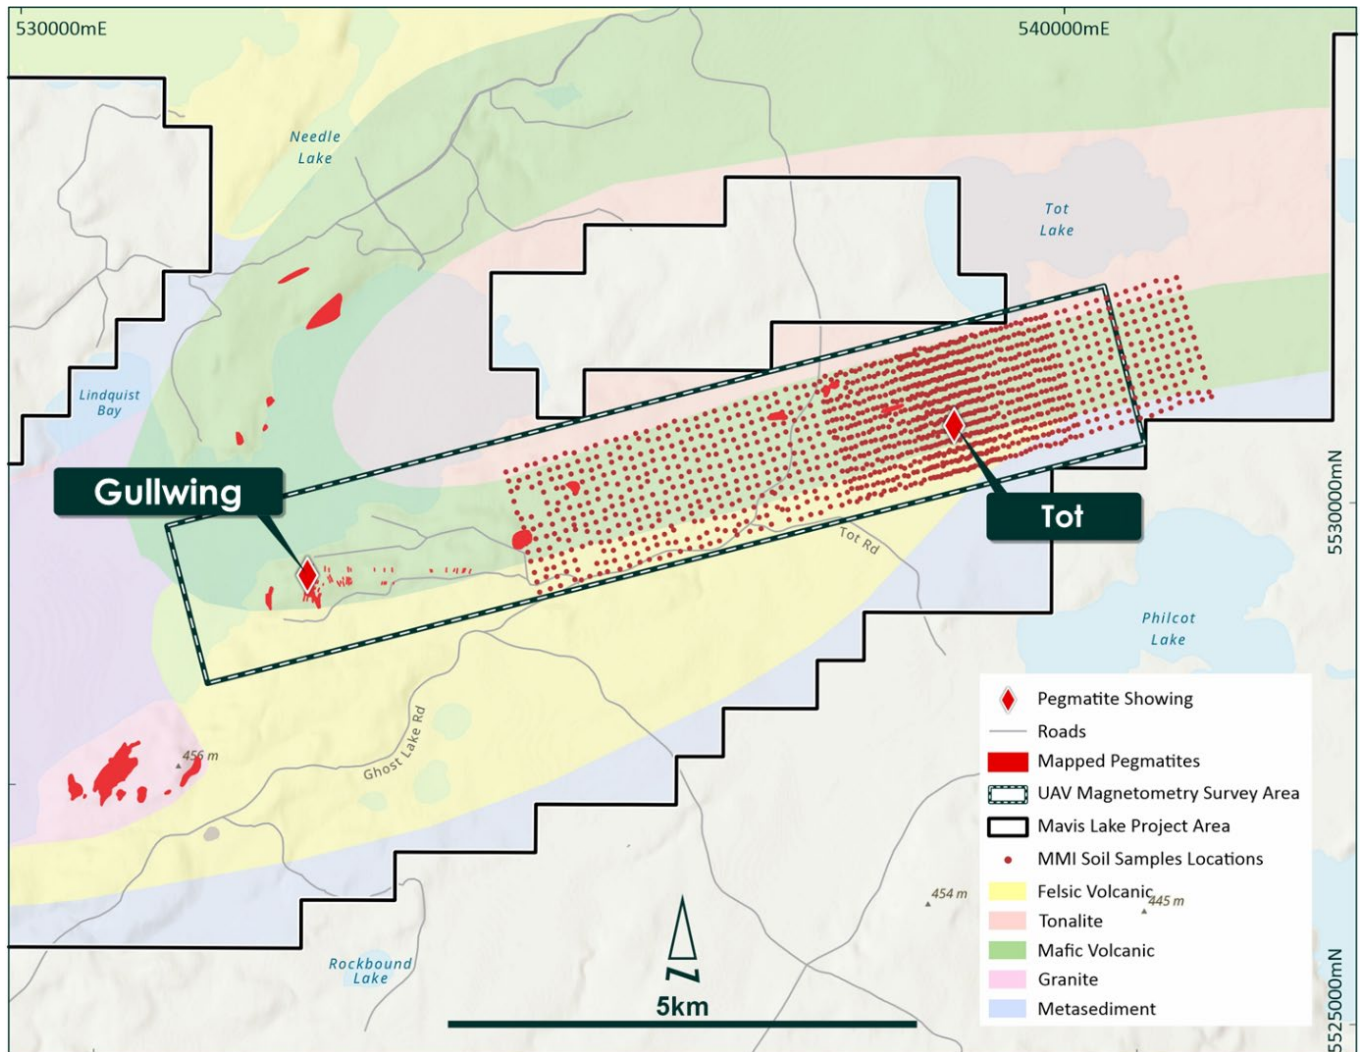 530000mE
540000mE
Needle
Lake
Tot
Lake
Lindquist
Bay
Gullwing
Tot
5530000mN
Tot Rd
Philcot
Lake
Ghost Lake Rd
456 m
Pegmatite Showing
Roads
Mapped Pegmatites
UAV Magnetometry Survey Area
Mavis Lake Project Area
MMI Soil Samples Locations
Felsic Volcanic
Tonalite
Mafic Volcanic
Granite
Metasediment
454 m
445 m
Rockbound
Lake
N
5km
5525000mN